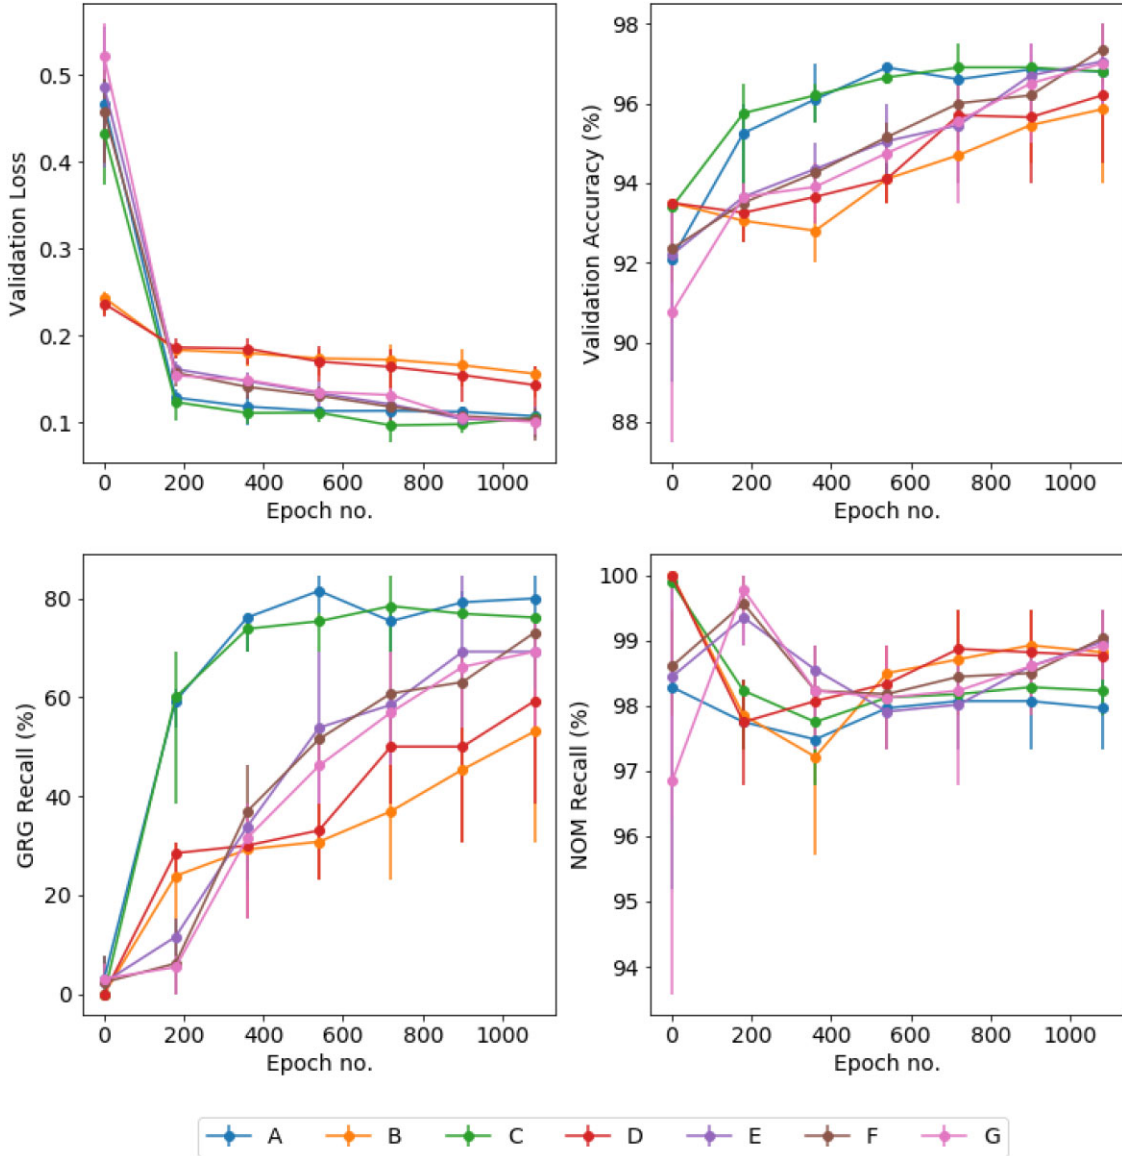 Validation Loss
0.5
0.4
0.3
0.2
0.1
0 200 400 600 800 1000
Epoch no.
Validation Accuracy (%)
98
96
94
92
90
88
0 200 400 600 800 1000
Epoch no.
GRG Recall (%)
80
60
40
20
0
0 200 400 600 800 1000
Epoch no.
NOM Recall (%)
100
99
98
97
96
95
94
0 200 400 600 800 1000
Epoch no.
A B C D E F G